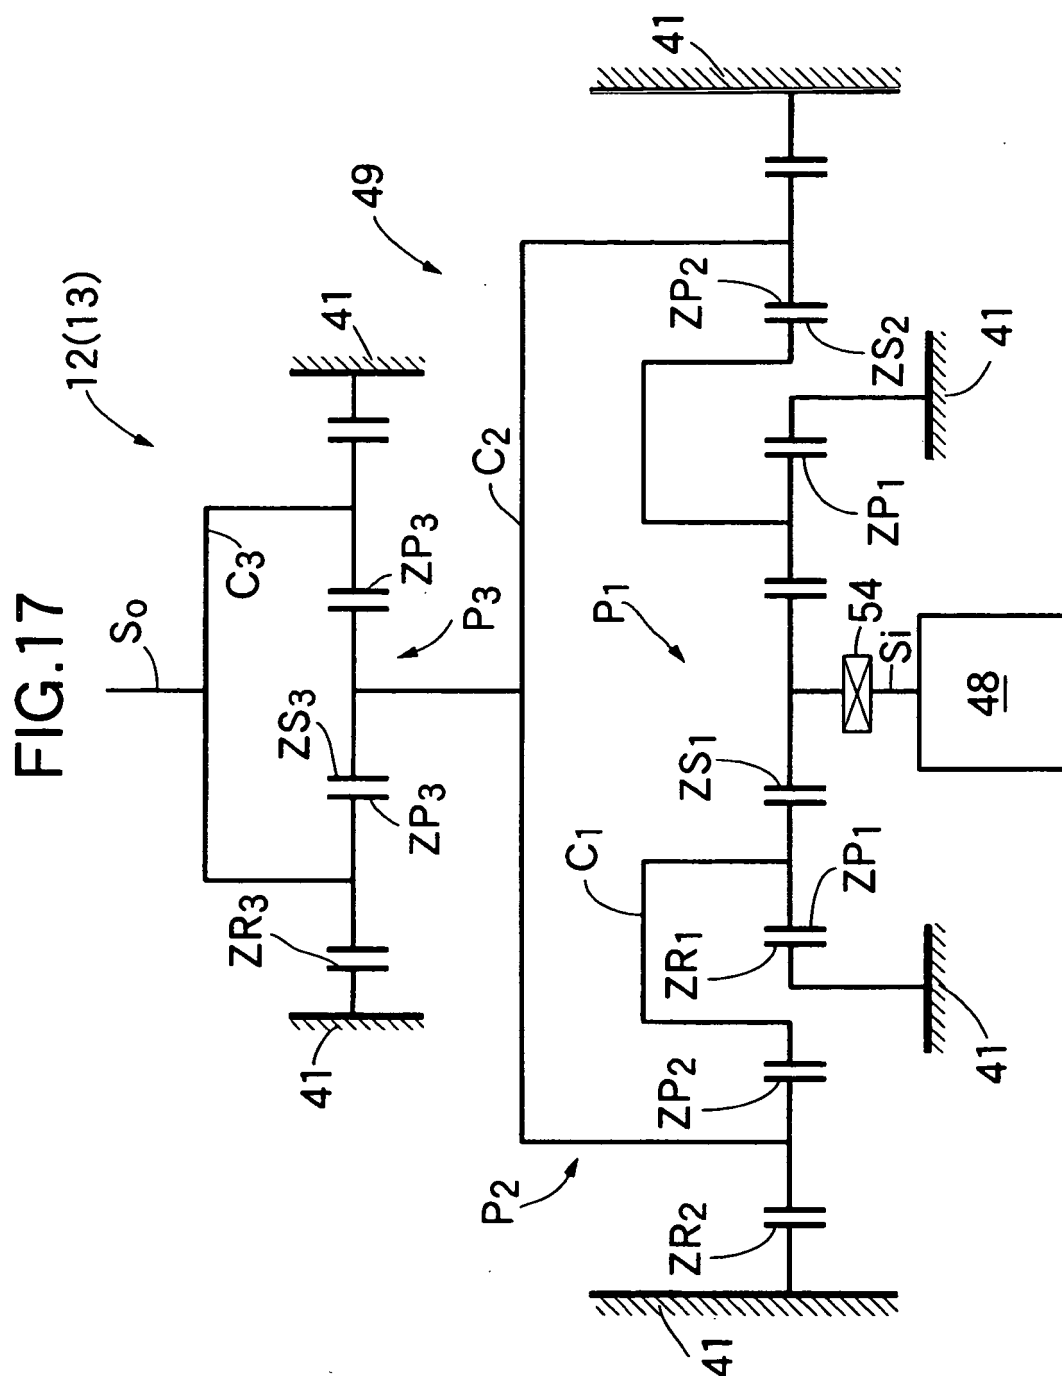 FIG.17
12(13)
49
So
C3
41
ZP3
P3
ZS3
ZP3
ZR3
41
C2
41
ZP2
ZS2
41
P1
ZP1
54
Si
48
ZS1
C1
ZP1
ZR1
41
ZP2
P2
ZR2
41